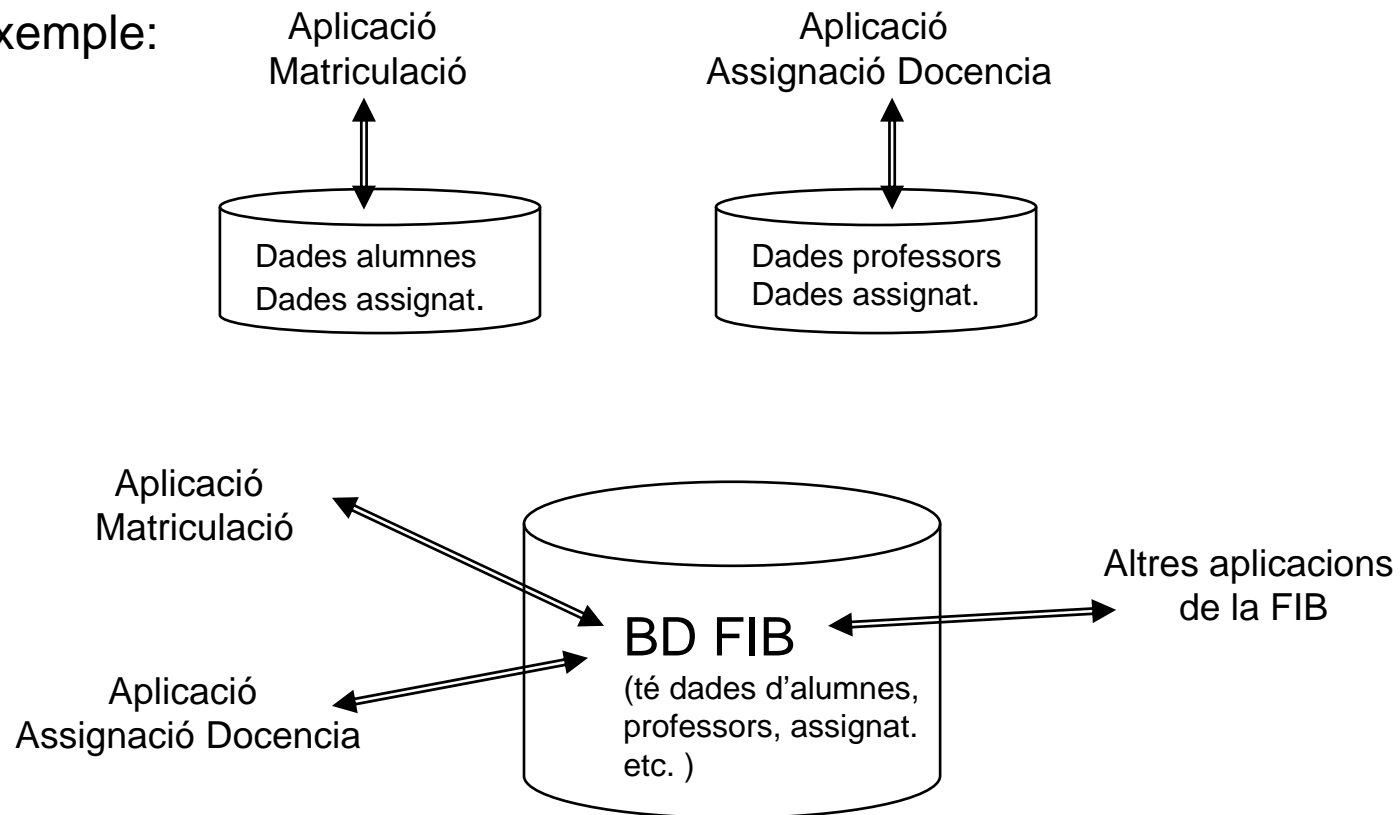 xemple:
Aplicació
Matriculació
Aplicació
Assignació Docencia
Dades alumnes
Dades assignat.
Dades professors
Dades assignat.
Aplicació
Matriculació
Altres aplicacions
de la FIB
BD FIB
(té dades d'alumnes,
professors, assignat.
etc. )
Aplicació
Assignació Docencia